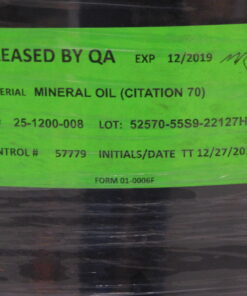 LEASED BY QA EXP 12/2019
ERIAL MINERAL OIL (CITATION 70)
25-1200-008 LOT: 52570-55S9-22127H
NTROL # 57779 INITIALS/DATE TT 12/27/20
FORM 01-0006F